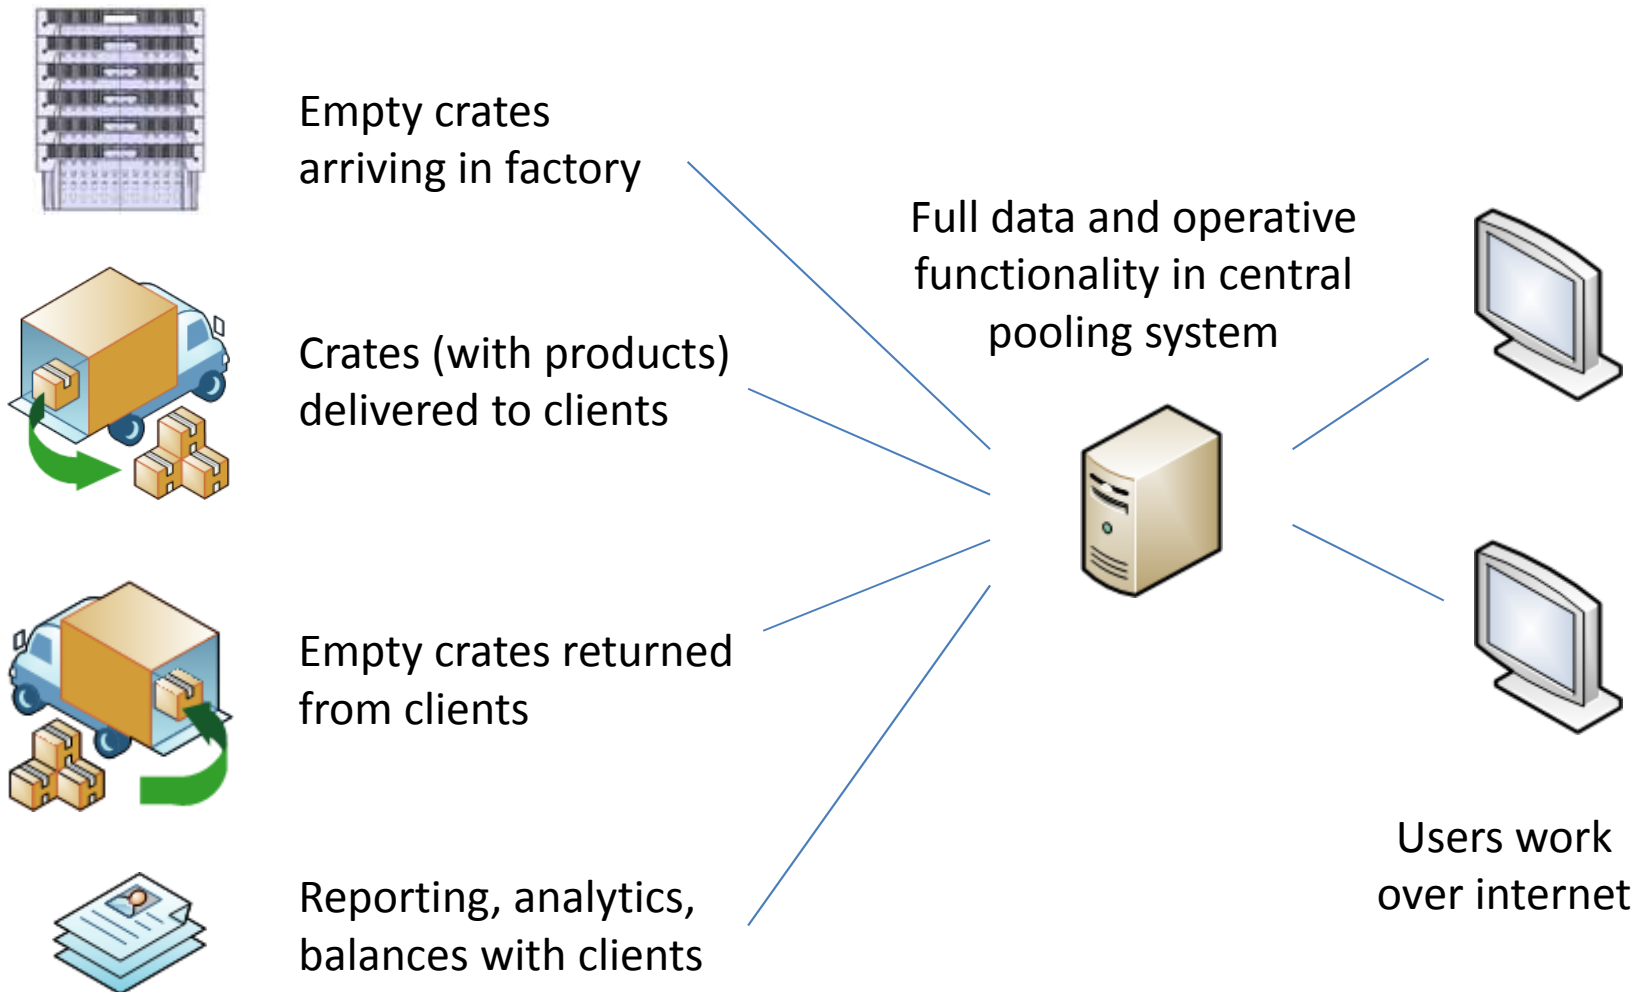 Empty crates
arriving in factory
Crates (with products)
delivered to clients
Empty crates returned
from clients
Reporting, analytics,
balances with clients
Full data and operative
functionality in central
pooling system
Users work
over internet